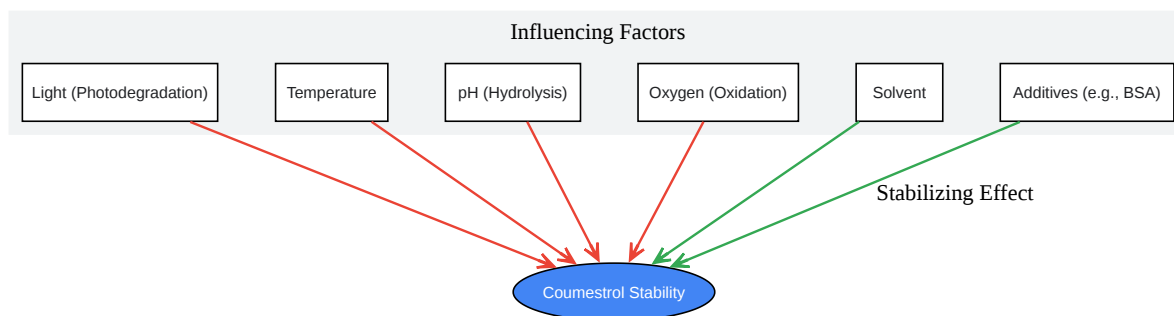 Influencing Factors
Light (Photodegradation)
Temperature
pH (Hydrolysis)
Oxygen (Oxidation)
Solvent
Additives (e.g., BSA)
Stabilizing Effect
Coumestrol Stability